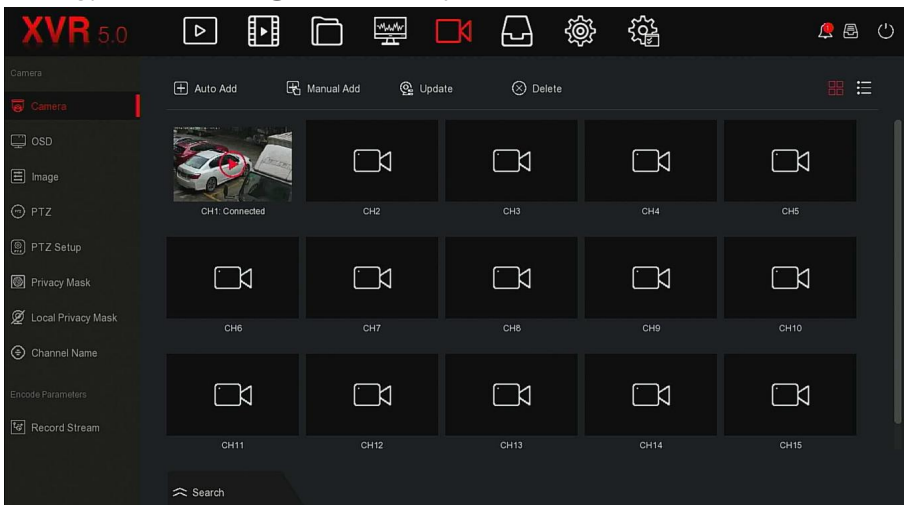 XVR 5.0
Camera
Camera
OSD
Image
PTZ
PTZ Setup
Privacy Mask
Local Privacy Mask
Channel Name
Encode Parameters
Record Stream
Auto Add Manual Add Update Delete
CH1: Connected CH2 CH3 CH4 CH5
CH6 CH7 CH8 CH9 CH10
CH11 CH12 CH13 CH14 CH15
Search